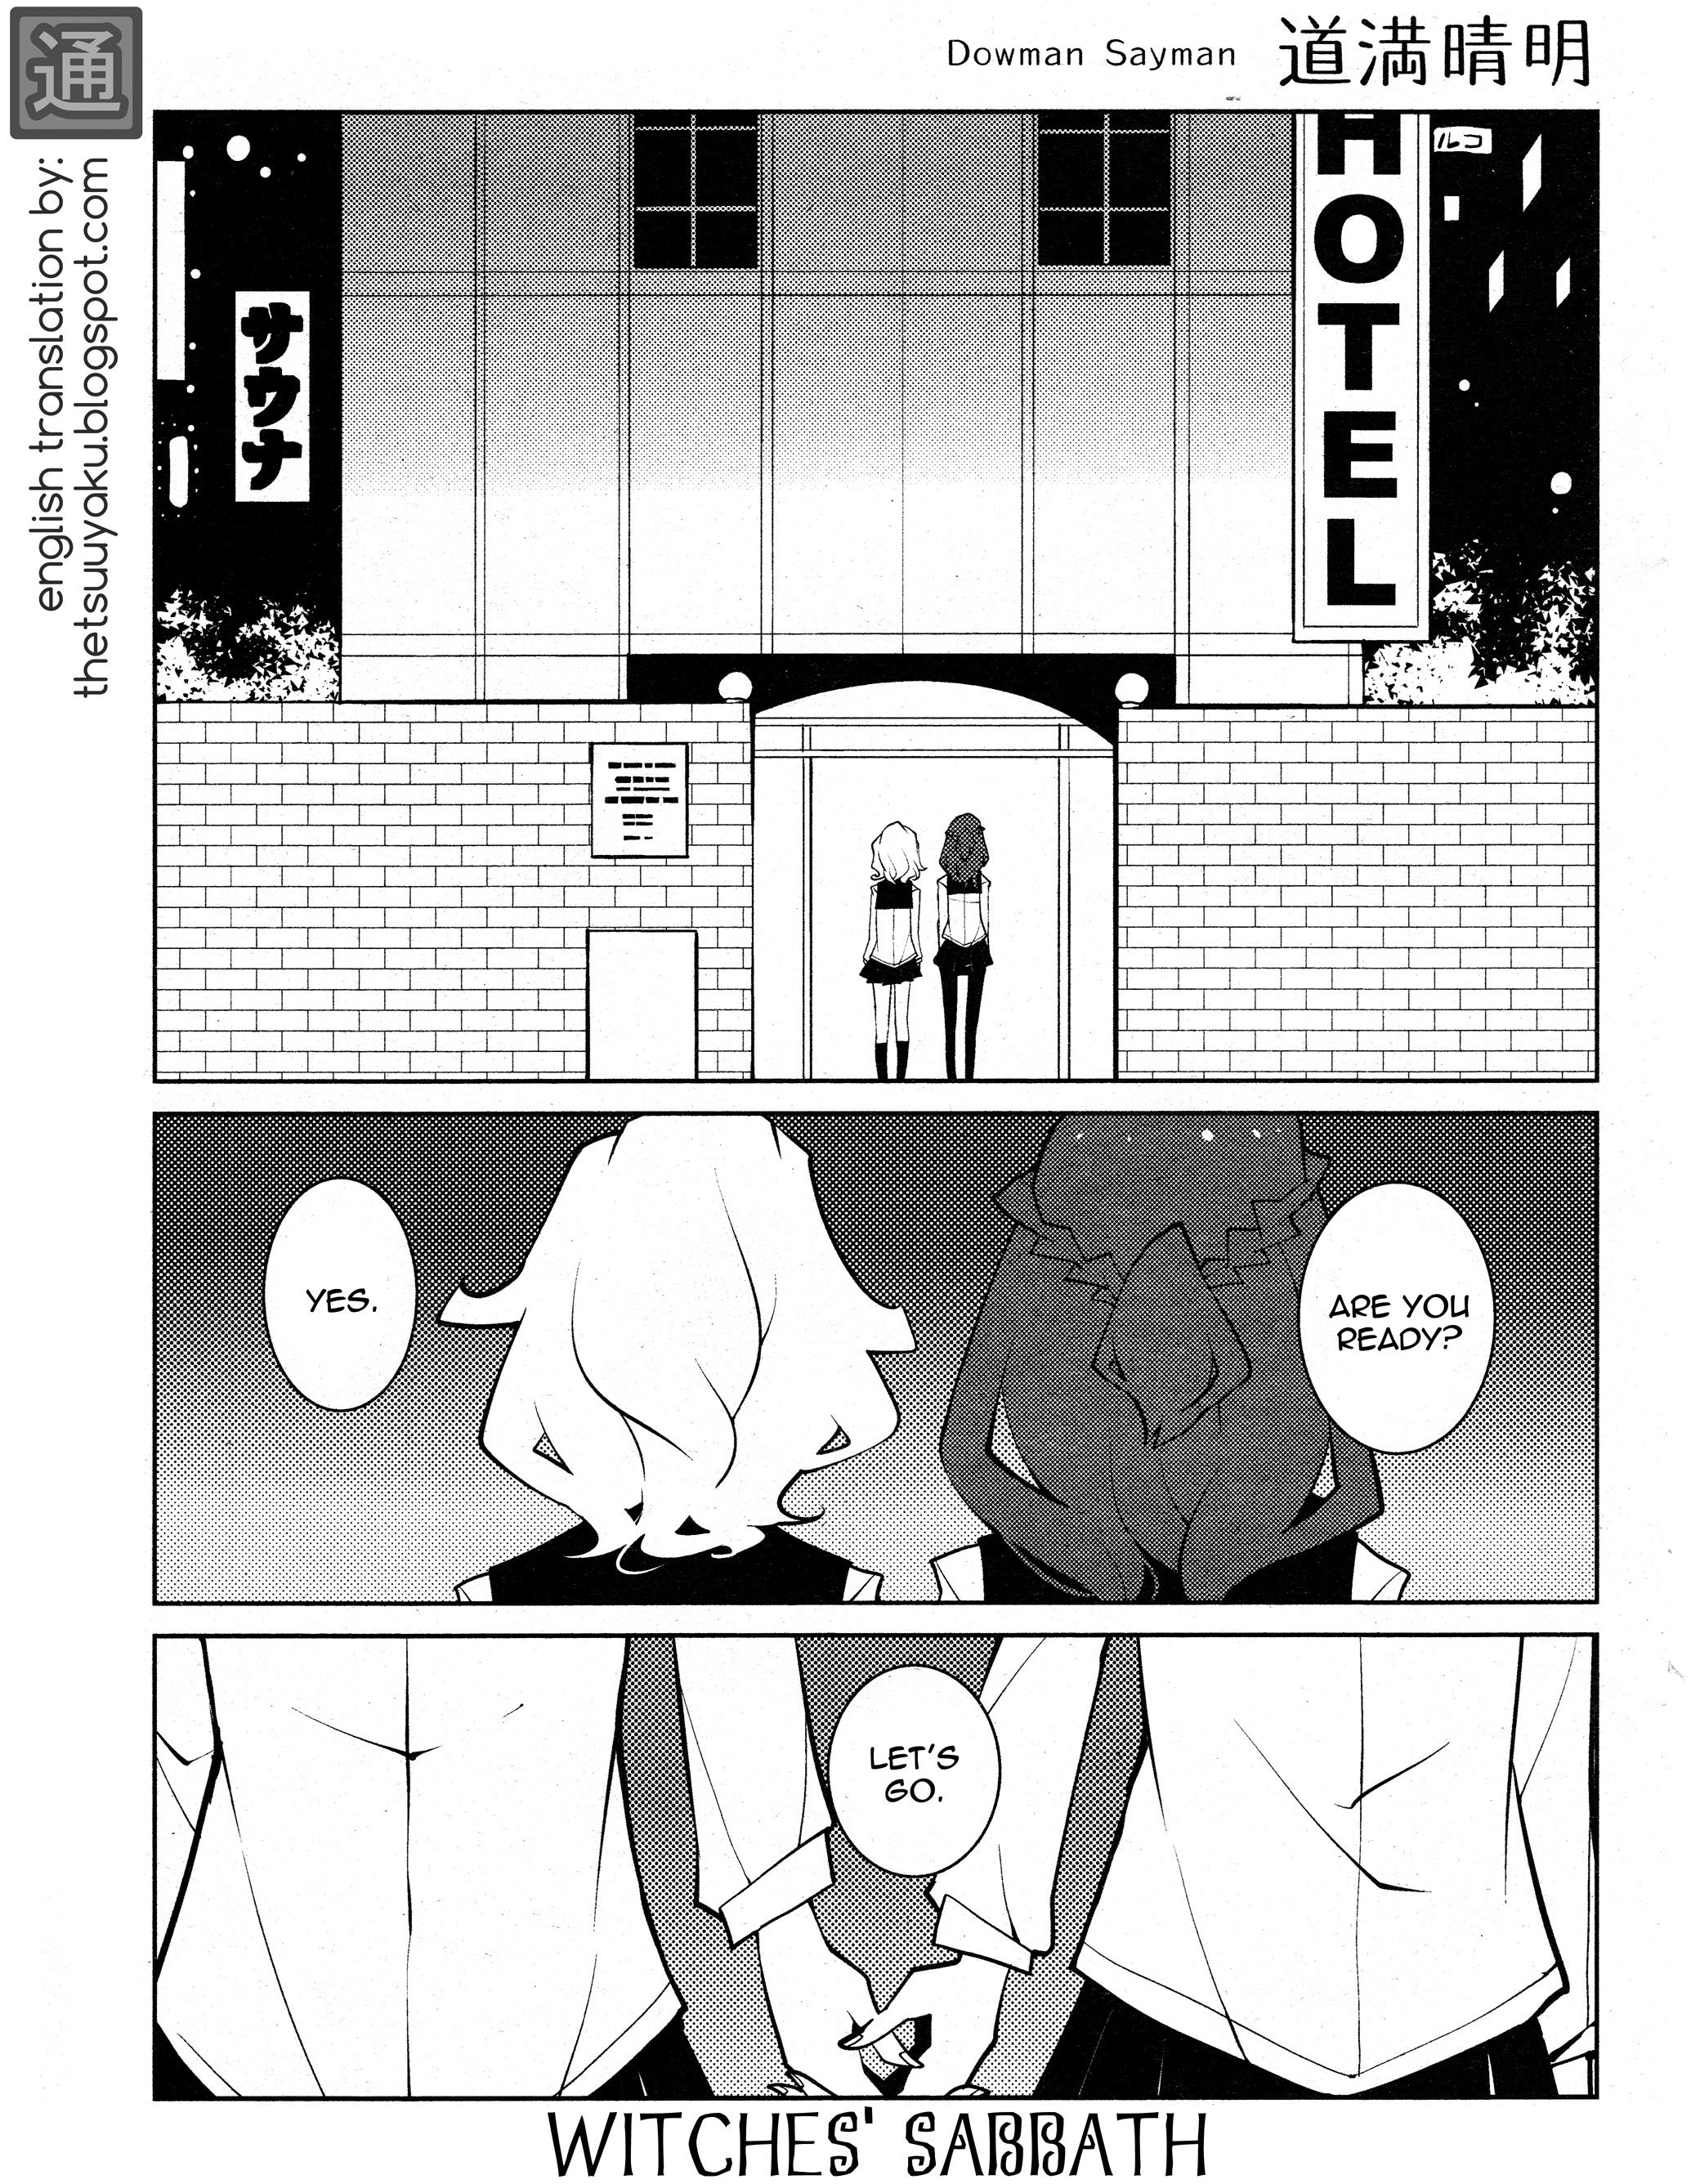 通
english translation by:
thetsuuyaku.blogspot.com
Dowman Sayman 道満晴明
HOTEL
ルコ
サウナ
ARE YOU
READY?
YES.
LET'S
GO.
WITCHES' SABBATH